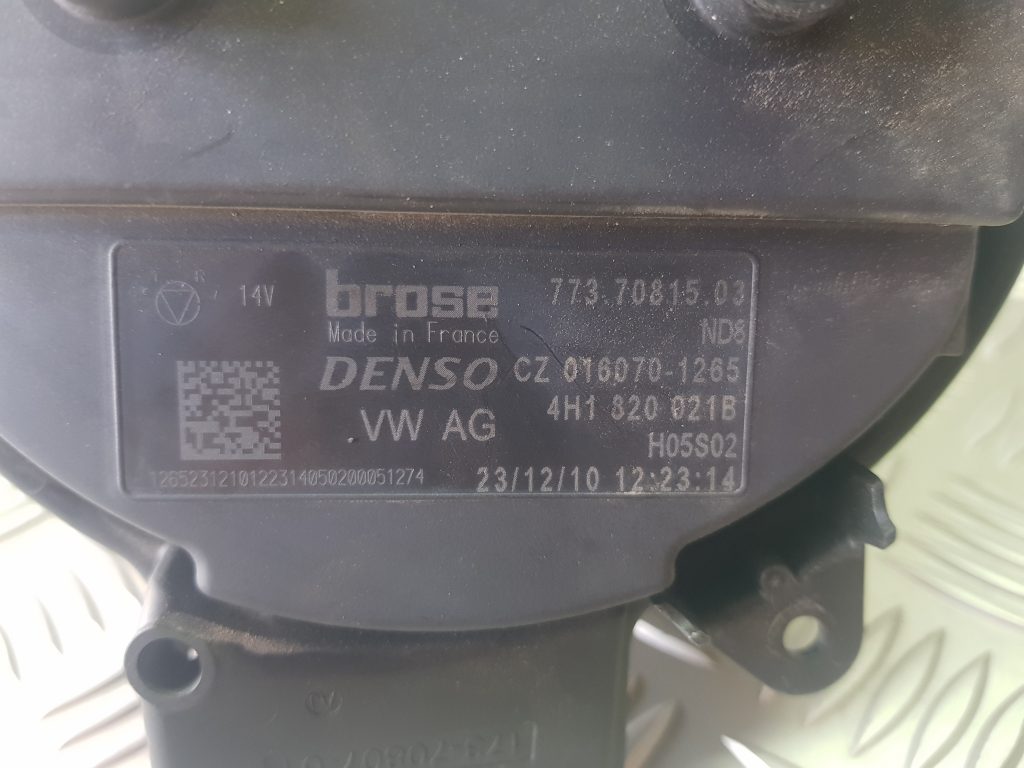 14V
brose
773.70815.03
Made in France
ND8
DENSO
CZ 016070-1265
VW AG
4H1 820 021B
H05S02
1265231210122314050200051274
23/12/10 12:23:14